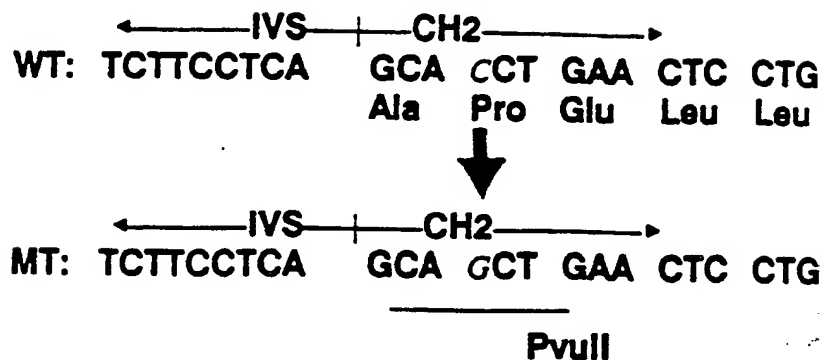 IVS CH2
WT: TCTTCCTCA GCA CCT GAA CTC CTG
Ala Pro Glu Leu Leu
IVS CH2
MT: TCTTCCTCA GCA GCT GAA CTC CTG
PvuII